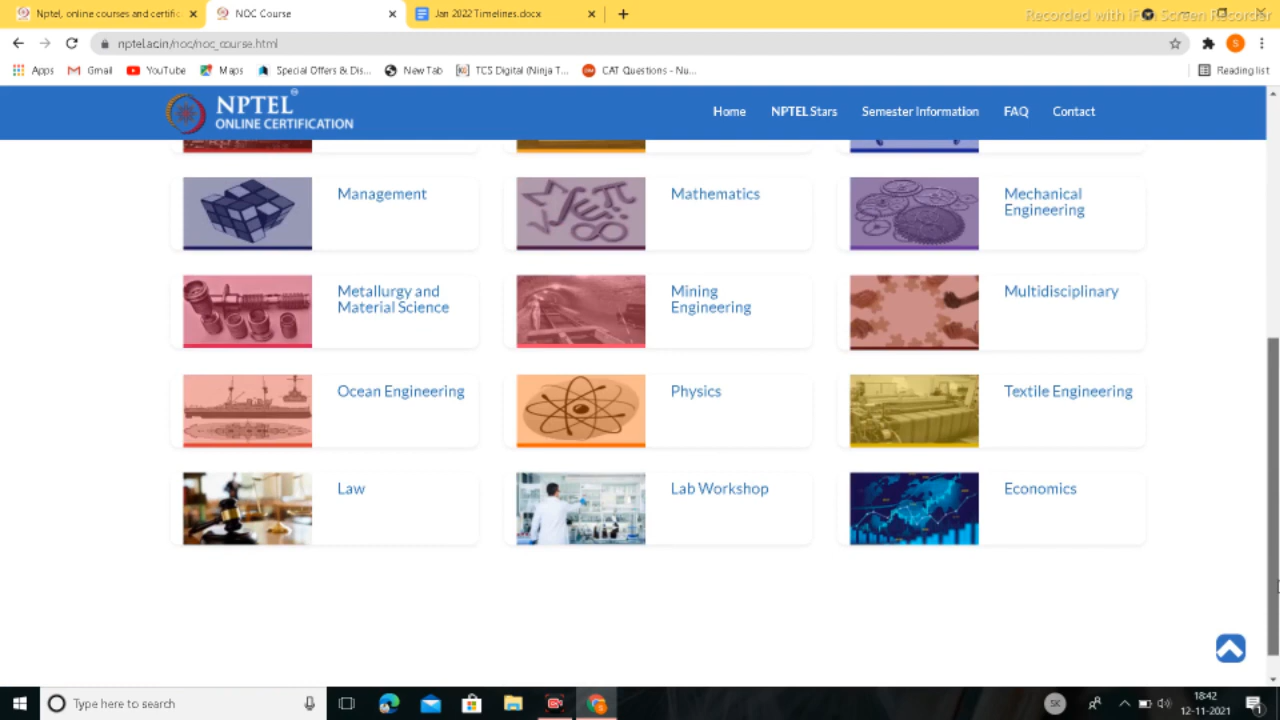 Nptel, online courses and certific
NOC Course
Jan 2022 Timelines.docx
Recorded with iFun Screen Recorder
nptel.ac.in/noc/noc_course.html
Apps
Gmail
YouTube
Maps
Special Offers & Dis...
New Tab
TCS Digital (Ninja T...
CAT Questions - Nu...
Reading list
NPTEL
ONLINE CERTIFICATION
Home
NPTEL Stars
Semester Information
FAQ
Contact
Management
Mathematics
Mechanical
Engineering
Metallurgy and
Material Science
Mining
Engineering
Multidisciplinary
Ocean Engineering
Physics
Textile Engineering
Law
Lab Workshop
Economics
Type here to search
SK
18:42
12-11-2021